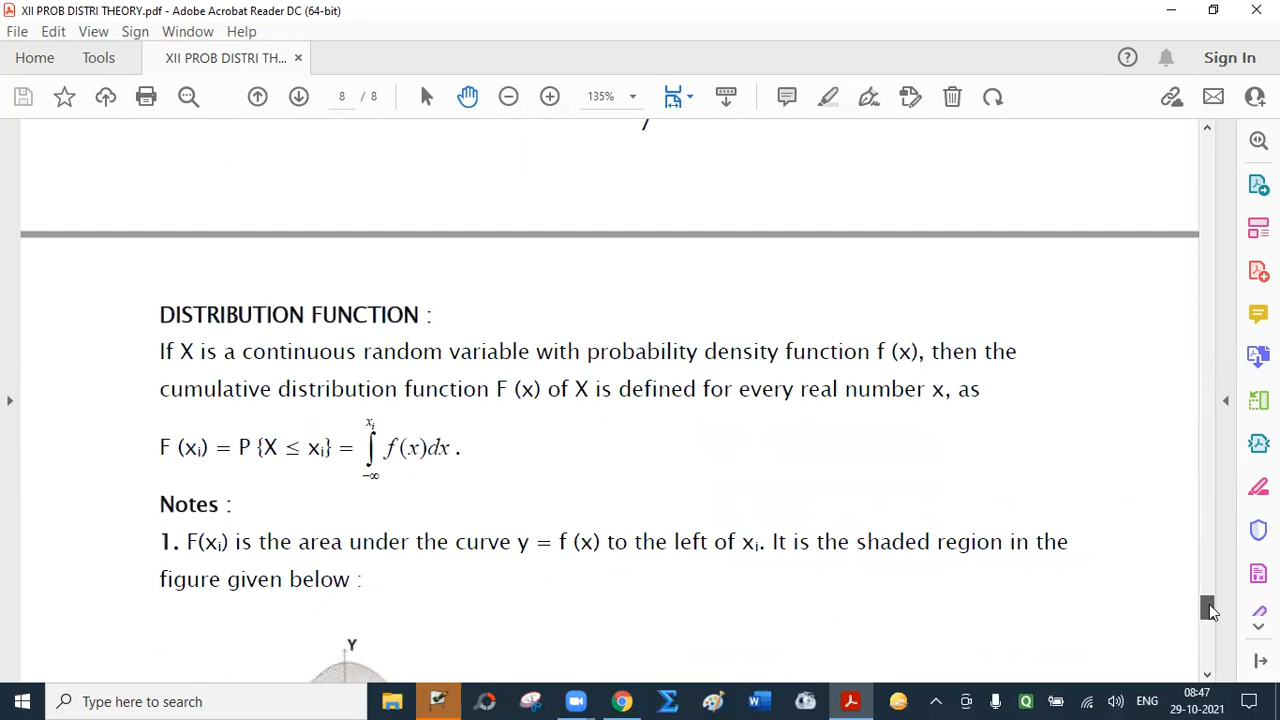 XII PROB DISTRI THEORY.pdf - Adobe Acrobat Reader DC (64-bit)
File Edit View Sign Window Help
Home Tools XII PROB DISTRI TH... × Sign In
8 / 8 135%
7
DISTRIBUTION FUNCTION :
If X is a continuous random variable with probability density function f (x), then the
cumulative distribution function F (x) of X is defined for every real number x, as
F (xᵢ) = P {X ≤ xᵢ} = ∫_{-∞}^{xᵢ} f(x)dx .
Notes :
1. F(xᵢ) is the area under the curve y = f (x) to the left of xᵢ. It is the shaded region in the
figure given below :
Y
Type here to search
ENG
08:47
29-10-2021